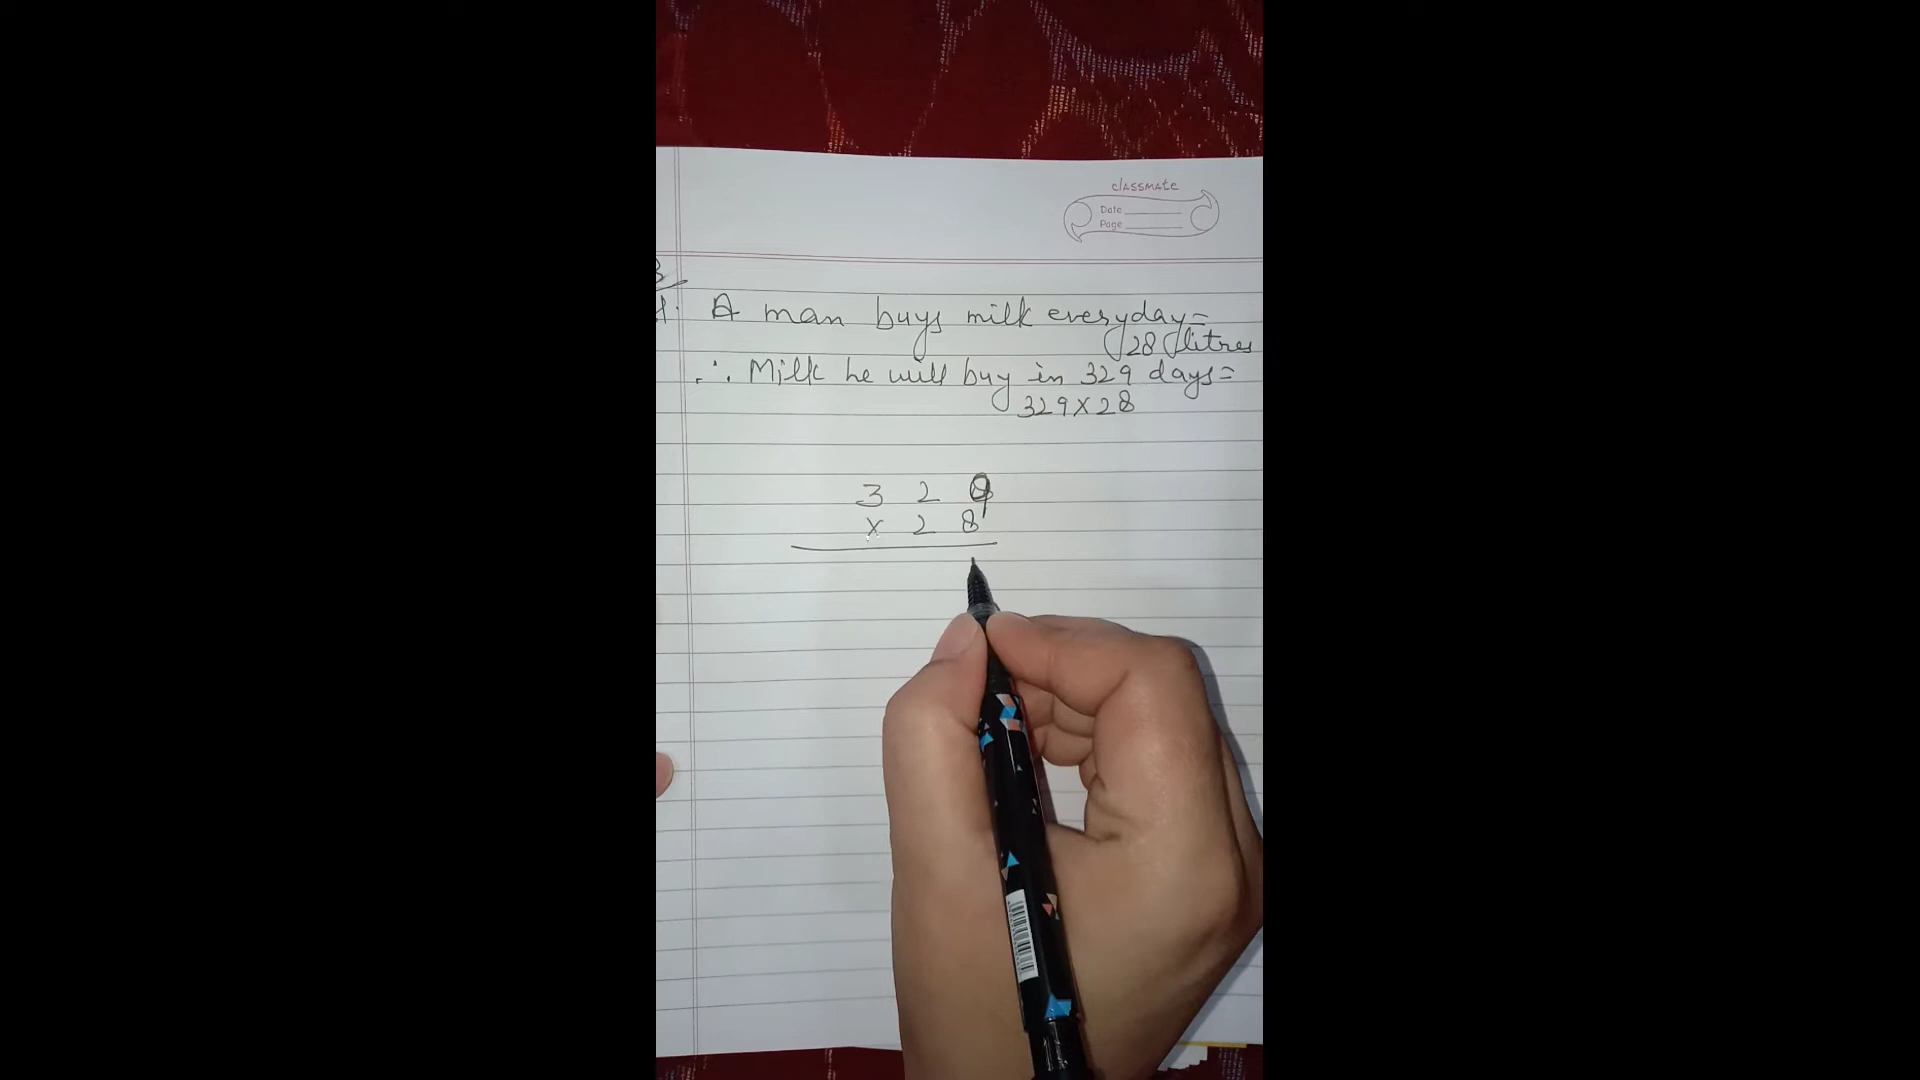 classmate
Date
Page
A man buys milk everyday=
28 litres
∴ Milk he will buy in 329 days=
329×28
3 2 9
× 2 8